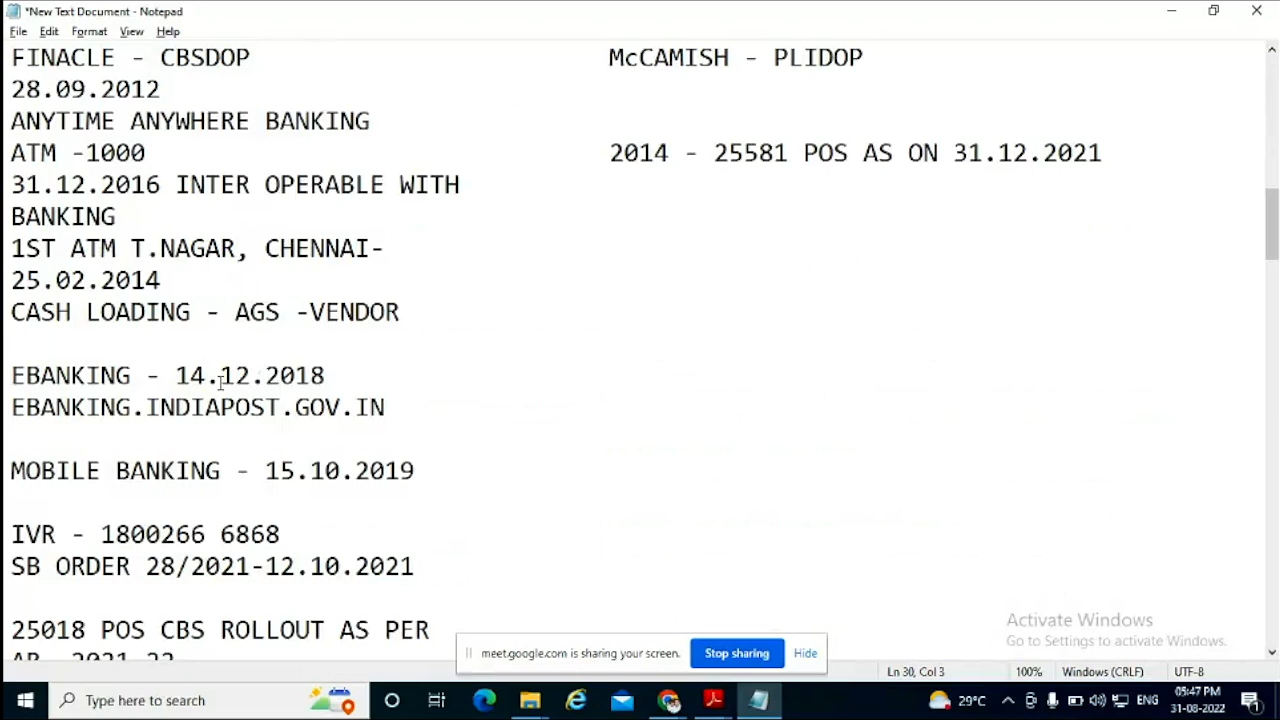 *New Text Document - Notepad
File Edit Format View Help
FINACLE - CBSDOP McCAMISH - PLIDOP
28.09.2012
ANYTIME ANYWHERE BANKING
ATM -1000 2014 - 25581 POS AS ON 31.12.2021
31.12.2016 INTER OPERABLE WITH
BANKING
1ST ATM T.NAGAR, CHENNAI-
25.02.2014
CASH LOADING - AGS -VENDOR
EBANKING - 14.12.2018
EBANKING.INDIAPOST.GOV.IN
MOBILE BANKING - 15.10.2019
IVR - 1800266 6868
SB ORDER 28/2021-12.10.2021
25018 POS CBS ROLLOUT AS PER
AR 2021-22
Activate Windows
Go to Settings to activate Windows.
meet.google.com is sharing your screen. Stop sharing Hide
Ln 30, Col 3 100% Windows (CRLF) UTF-8
Type here to search 29°C ENG 05:47 PM
31-08-2022